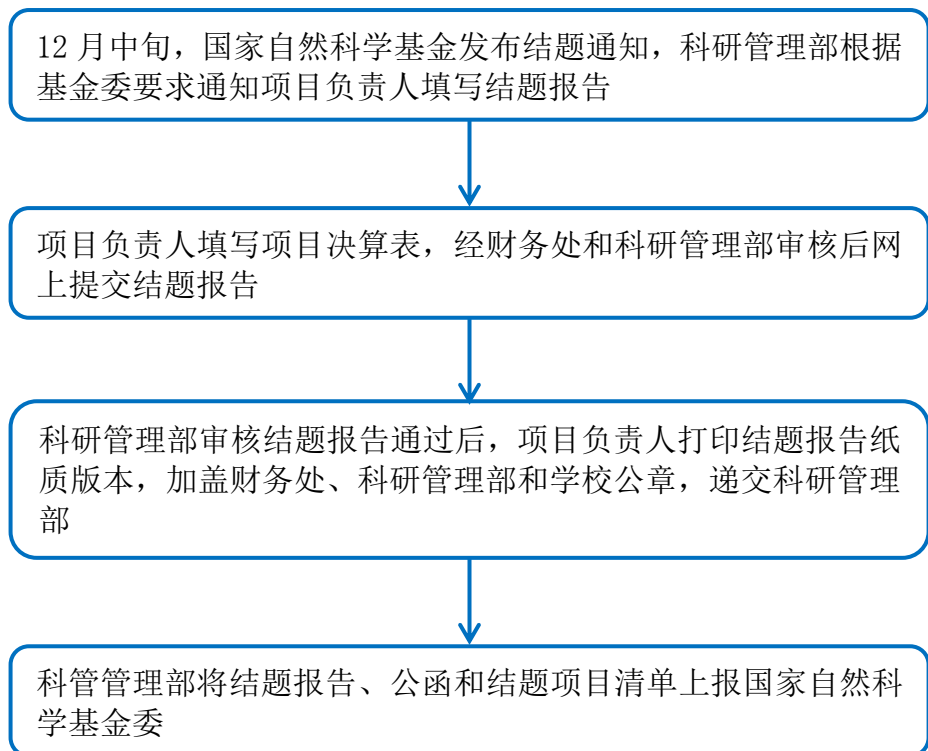 12 月中旬，国家自然科学基金发布结题通知，科研管理部根据
基金委要求通知项目负责人填写结题报告
项目负责人填写项目决算表，经财务处和科研管理部审核后网
上提交结题报告
科研管理部审核结题报告通过后，项目负责人打印结题报告纸
质版本，加盖财务处、科研管理部和学校公章，递交科研管理
部
科管管理部将结题报告、公函和结题项目清单上报国家自然科
学基金委